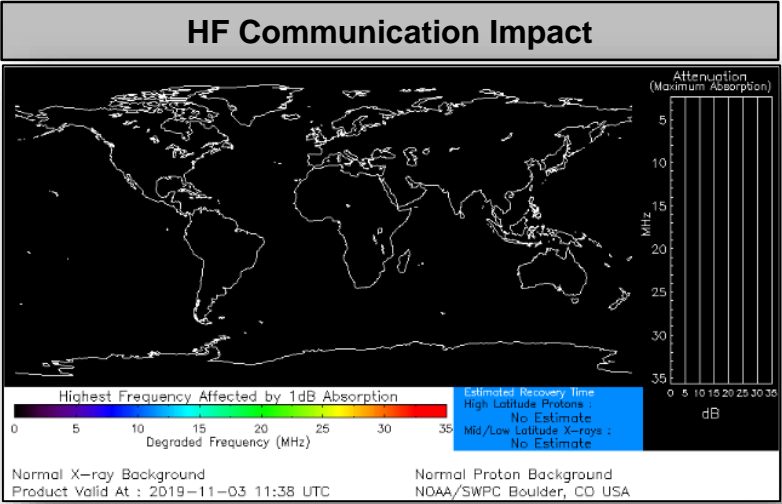 HF Communication Impact
Attenuation
(Maximum Absorption)
5
10
15
MHz
20
25
30
35
0 5 10 15 20 25 30 35
dB
Highest Frequency Affected by 1dB Absorption
0 5 10 15 20 25 30 35
Degraded Frequency (MHz)
Estimated Recovery Time
High Latitude Protons :
No Estimate
Mid/Low Latitude X-rays :
No Estimate
Normal X-ray Background
Normal Proton Background
Product Valid At : 2019-11-03 11:38 UTC
NOAA/SWPC Boulder, CO USA